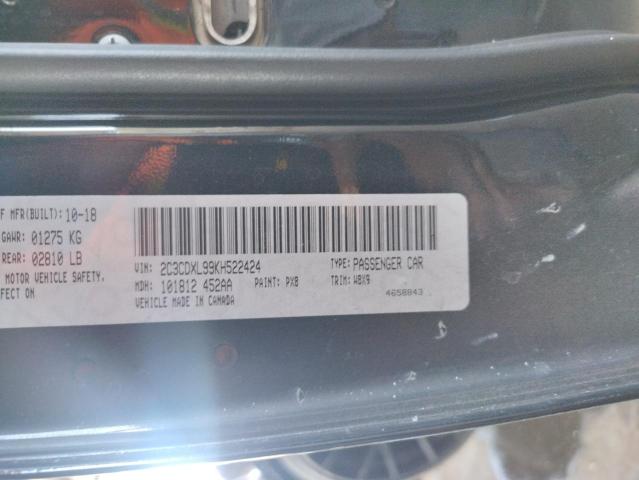 F MFR(BUILT): 10-18
GAWR: 01275 KG
REAR: 02810 LB
MOTOR VEHICLE SAFETY,
FECT ON
VIN: 2C3CDXL99KH522424 TYPE: PASSENGER CAR
MDH: 101812 452AA PAINT: PX8 TRIM: W8X9
VEHICLE MADE IN CANADA 4658843